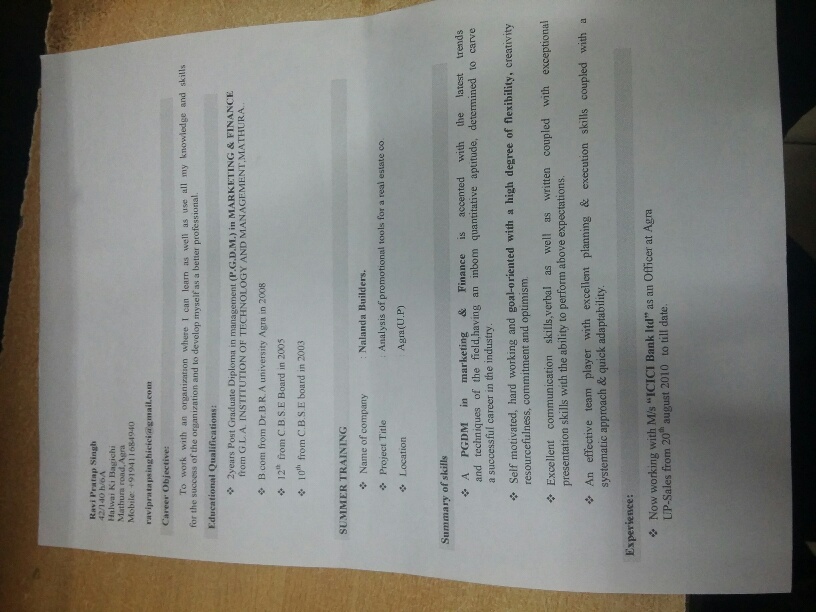 Ravi Pratap Singh
42/140 h/6A
Halwai Ki Bagichi
Mathura road,Agra
Mobile: +919411684940
ravipratapsinghicici@gmail.com
Career Objective:
To work with an organization where I can learn as well as use all my knowledge and skills
for the success of the organization and to develop myself as a better professional.
Educational Qualifications:
❖ 2years Post Graduate Diploma in management (P.G.D.M.) in MARKETING & FINANCE
from G.L.A. INSTITUTION OF TECHNOLOGY AND MANAGEMENT,MATHURA.
❖ B.com from Dr.B.R.A university Agra in 2008
❖ 12th from C.B.S.E Board in 2005
❖ 10th from C.B.S.E board in 2003
SUMMER TRAINING
❖ Name of company : Nalanda Builders.
❖ Project Title : Analysis of promotional tools for a real estate co.
❖ Location : Agra(U.P)
Summary of skills
❖ A PGDM in marketing & Finance is accented with the latest trends
and techniques of the field,having an inborn quantitative aptitude, determined to carve
a successful career in the industry.
❖ Self motivated, hard working and goal-oriented with a high degree of flexibility, creativity
resourcefulness, commitment and optimism.
❖ Excellent communication skills,verbal as well as written coupled with exceptional
presentation skills with the ability to perform above expectations.
❖ An effective team player with excellent planning & execution skills coupled with a
systematic approach & quick adaptability.
Experience:
❖ Now working with M/s "ICICI Bank ltd" as an Officer at Agra
UP-Sales from 20th august 2010 to till date.